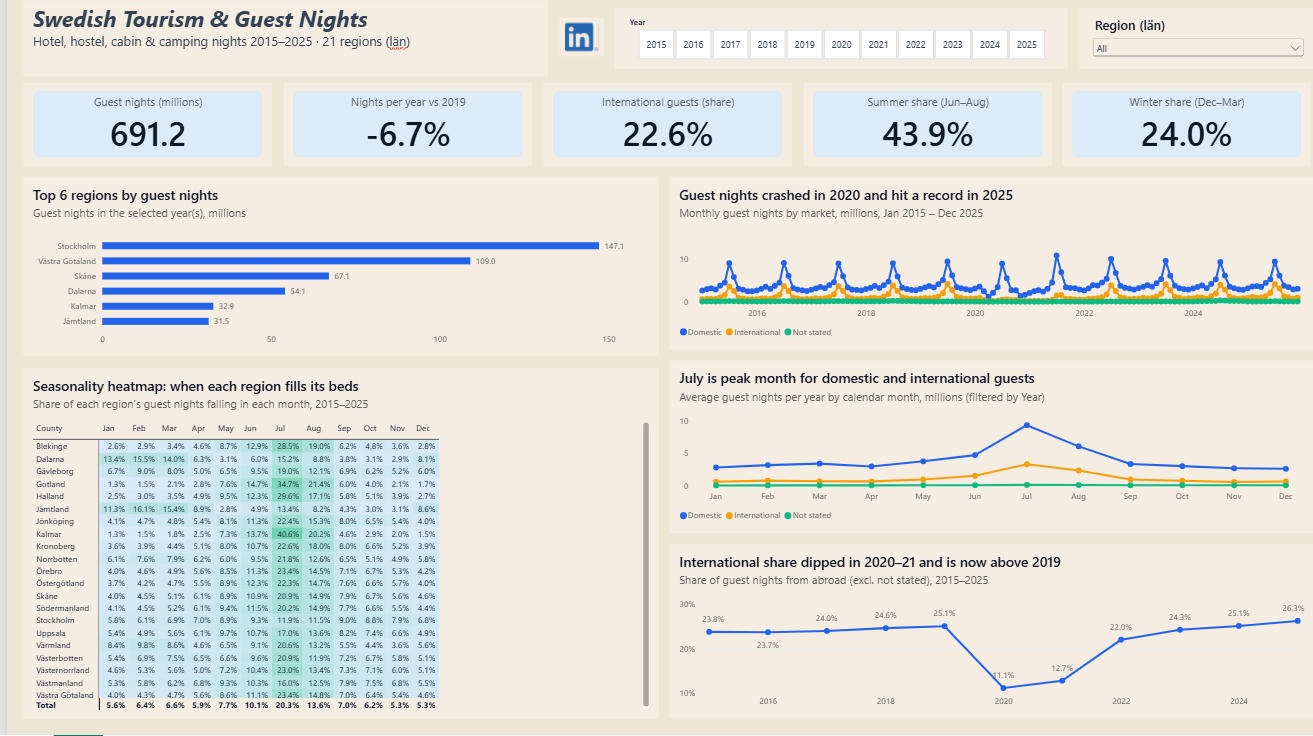 Swedish Tourism & Guest Nights
Hotel, hostel, cabin & camping nights 2015–2025 · 21 regions (län)
in
Year
2015 2016 2017 2018 2019 2020 2021 2022 2023 2024 2025
Region (län)
All
Guest nights (millions)
691.2
Nights per year vs 2019
-6.7%
International guests (share)
22.6%
Summer share (Jun–Aug)
43.9%
Winter share (Dec–Mar)
24.0%
Top 6 regions by guest nights
Guest nights in the selected year(s), millions
Stockholm 147.1
Västra Götaland 109.0
Skåne 67.1
Dalarna 54.1
Kalmar 32.9
Jämtland 31.5
0 50 100 150
Seasonality heatmap: when each region fills its beds
Share of each region's guest nights falling in each month, 2015–2025
County Jan Feb Mar Apr May Jun Jul Aug Sep Oct Nov Dec
Blekinge 2.6% 2.9% 3.4% 4.6% 8.7% 12.9% 28.5% 19.0% 6.2% 4.8% 3.6% 2.8%
Dalarna 13.4% 15.5% 14.0% 6.3% 3.1% 6.0% 15.2% 8.8% 3.8% 3.1% 2.9% 8.1%
Gävleborg 6.7% 9.0% 8.0% 5.0% 6.5% 9.5% 19.0% 12.1% 6.9% 6.2% 5.2% 6.0%
Gotland 1.3% 1.5% 2.1% 2.8% 7.6% 14.7% 34.7% 21.4% 6.0% 4.0% 2.1% 1.7%
Halland 2.5% 3.0% 3.5% 4.9% 9.5% 12.3% 29.6% 17.1% 5.8% 5.1% 3.9% 2.7%
Jämtland 11.3% 16.1% 15.4% 8.9% 2.8% 4.9% 13.4% 8.2% 4.3% 3.0% 3.1% 8.6%
Jönköping 4.1% 4.7% 4.8% 5.4% 8.1% 11.3% 22.4% 15.3% 8.0% 6.5% 5.4% 4.0%
Kalmar 1.3% 1.5% 1.8% 2.5% 7.3% 13.7% 40.6% 20.2% 4.6% 2.9% 2.0% 1.5%
Kronoberg 3.6% 3.9% 4.4% 5.1% 8.0% 10.7% 22.6% 18.0% 8.0% 6.6% 5.2% 3.9%
Norrbotten 6.1% 7.6% 7.9% 6.2% 6.0% 9.5% 21.8% 12.6% 6.5% 5.1% 4.9% 5.8%
Örebro 4.0% 4.6% 4.9% 5.6% 8.5% 11.3% 23.4% 14.5% 7.1% 6.7% 5.3% 4.2%
Östergötland 3.7% 4.2% 4.7% 5.5% 8.9% 12.3% 22.3% 14.7% 7.6% 6.6% 5.7% 4.0%
Skåne 4.0% 4.5% 5.1% 6.1% 8.9% 10.9% 20.9% 14.9% 7.9% 6.7% 5.6% 4.6%
Södermanland 4.1% 4.5% 5.2% 6.1% 9.4% 11.5% 20.2% 14.9% 7.7% 6.6% 5.5% 4.4%
Stockholm 5.8% 6.1% 6.9% 7.0% 8.9% 9.3% 11.9% 11.5% 9.0% 8.8% 7.9% 6.8%
Uppsala 5.4% 4.9% 5.6% 6.1% 9.7% 10.7% 17.0% 13.6% 8.2% 7.4% 6.6% 4.9%
Värmland 8.4% 9.8% 8.6% 4.6% 6.5% 9.1% 20.6% 13.2% 5.5% 4.4% 3.6% 5.6%
Västerbotten 5.4% 6.9% 7.5% 6.5% 6.6% 9.6% 20.9% 11.9% 7.2% 6.7% 5.8% 5.1%
Västernorrland 4.6% 5.3% 5.6% 5.0% 7.2% 10.4% 23.0% 13.4% 7.3% 7.1% 6.0% 5.1%
Västmanland 5.3% 5.8% 6.2% 6.8% 9.3% 10.3% 16.0% 12.5% 7.9% 7.5% 6.8% 5.5%
Västra Götaland 4.0% 4.3% 4.7% 5.6% 8.6% 11.1% 23.4% 14.8% 7.0% 6.4% 5.4% 4.6%
Total 5.6% 6.4% 6.6% 5.9% 7.7% 10.1% 20.3% 13.6% 7.0% 6.2% 5.3% 5.3%
Guest nights crashed in 2020 and hit a record in 2025
Monthly guest nights by market, millions, Jan 2015 – Dec 2025
10
0
2016 2018 2020 2022 2024
Domestic International Not stated
July is peak month for domestic and international guests
Average guest nights per year by calendar month, millions (filtered by Year)
10
5
0
Jan Feb Mar Apr May Jun Jul Aug Sep Oct Nov Dec
Domestic International Not stated
International share dipped in 2020–21 and is now above 2019
Share of guest nights from abroad (excl. not stated), 2015–2025
30%
20%
10%
23.8% 23.7% 24.0% 24.6% 25.1% 11.1% 12.7% 22.0% 24.3% 25.1% 26.3%
2016 2018 2020 2022 2024